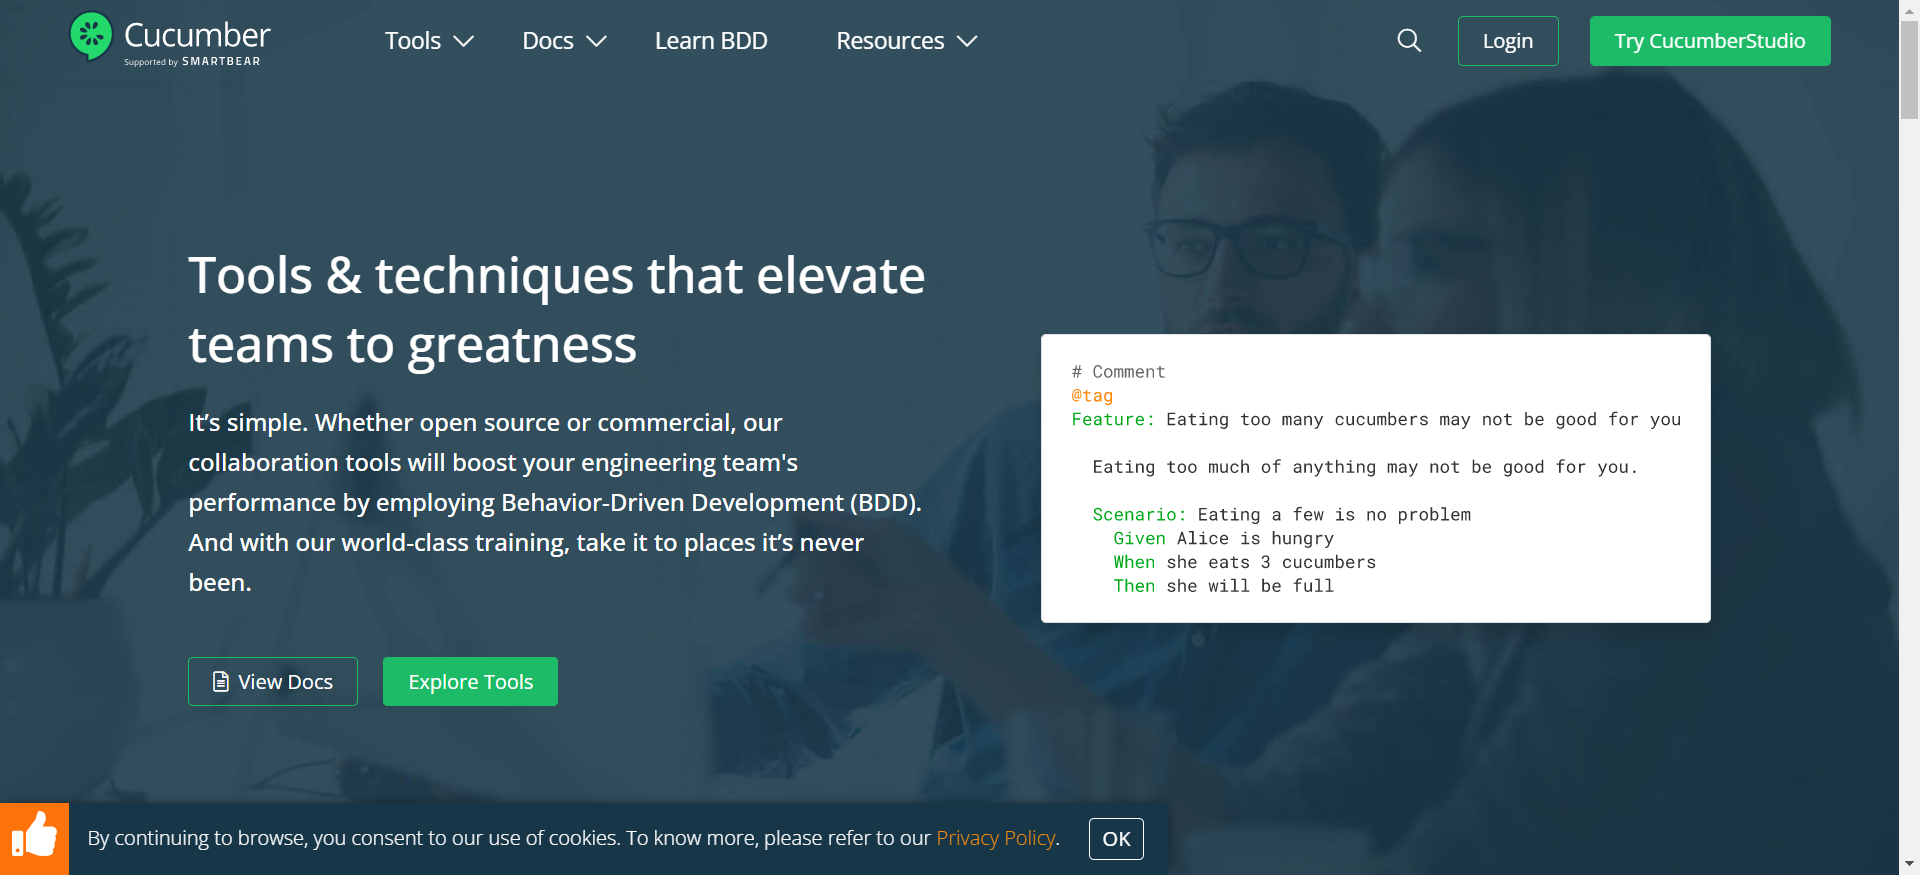 Cucumber
Supported by SMARTBEAR
Tools
Docs
Learn BDD
Resources
Login
Try CucumberStudio
Tools & techniques that elevate
teams to greatness
It’s simple. Whether open source or commercial, our
collaboration tools will boost your engineering team's
performance by employing Behavior-Driven Development (BDD).
And with our world-class training, take it to places it’s never
been.
View Docs
Explore Tools
# Comment
@tag
Feature: Eating too many cucumbers may not be good for you
Eating too much of anything may not be good for you.
Scenario: Eating a few is no problem
Given Alice is hungry
When she eats 3 cucumbers
Then she will be full
By continuing to browse, you consent to our use of cookies. To know more, please refer to our Privacy Policy.
OK